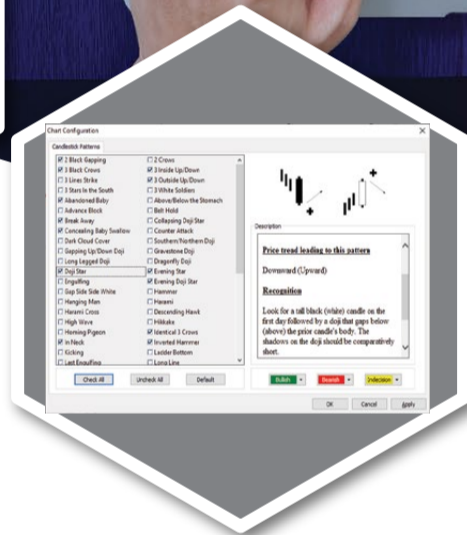 Chart Configuration
Candlestick Patterns
2 Black Gapping
3 Black Crows
3 Lines Strike
3 Stars In the South
Abandoned Baby
Advance Block
Break Away
Concealing Baby Swallow
Dark Cloud Cover
Gapping Up/Down Doji
Long Legged Doji
Doji Star
Engulfing
Gap Side Side White
Hanging Man
Harami Cross
High Wave
Homing Pigeon
In Neck
Kicking
Last Engulfing
2 Crows
3 Inside Up/Down
3 Outside Up/Down
3 White Soldiers
Above/Below the Stomach
Belt Hold
Collapsing Doji Star
Counter Attack
Southern/Northern Doji
Gravestone Doji
Dragonfly Doji
Evening Star
Evening Doji Star
Hammer
Harami
Descending Hawk
Hikkake
Identical 3 Crows
Inverted Hammer
Ladder Bottom
Long Line
Description
Price trend leading to this pattern
Downward (Upward)
Recognition
Look for a tall black (white) candle on the
first day followed by a doji that gaps below
(above) the prior candle's body. The
shadows on the doji should be comparatively
short.
Check All
Uncheck All
Default
Bullish
Bearish
Indecision
OK
Cancel
Apply